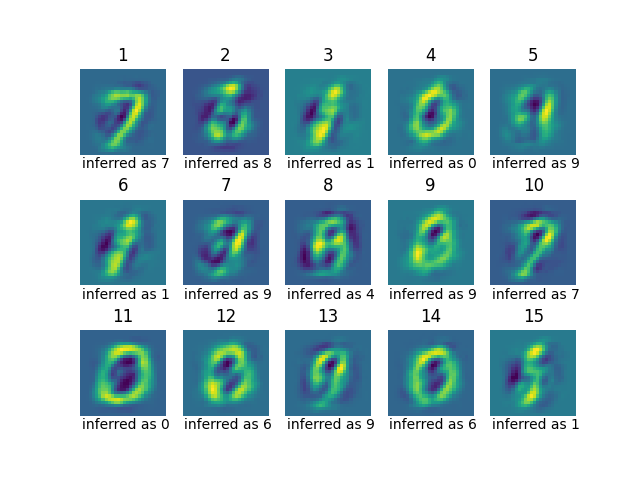 1 2 3 4 5
inferred as 7 inferred as 8 inferred as 1 inferred as 0 inferred as 9
6 7 8 9 10
inferred as 1 inferred as 9 inferred as 4 inferred as 9 inferred as 7
11 12 13 14 15
inferred as 0 inferred as 6 inferred as 9 inferred as 6 inferred as 1